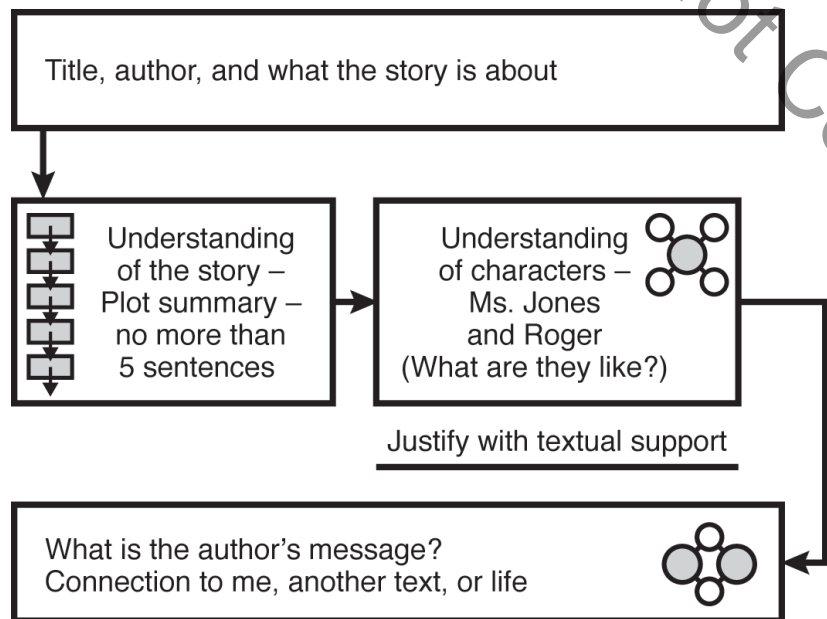 Title, author, and what the story is about
Understanding
of the story –
Plot summary –
no more than
5 sentences
Understanding
of characters –
Ms. Jones
and Roger
(What are they like?)
Justify with textual support
What is the author's message?
Connection to me, another text, or life